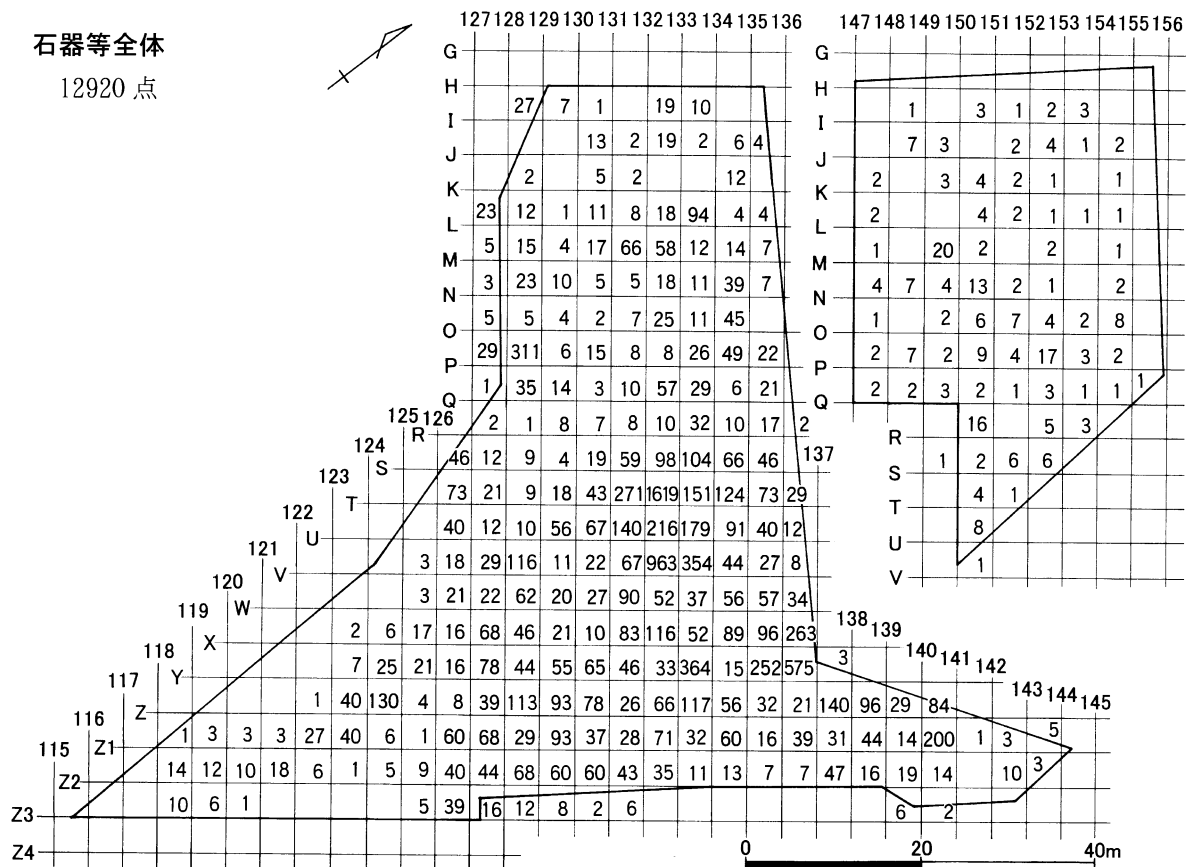 石器等全体
12920 点
127 128 129 130 131 132 133 134 135 136
147 148 149 150 151 152 153 154 155 156
G
G
H
H
27 7 1 19 10
1 3 1 2 3
I
I
13 2 19 2 6 4
7 3 2 4 1 2
J
J
2 5 2 12
2 3 4 2 1 1
K
K
23 12 1 11 8 18 94 4 4
2 4 2 1 1 1
L
L
5 15 4 17 66 58 12 14 7
1 20 2 2 1
M
M
3 23 10 5 5 18 11 39 7
4 7 4 13 2 1 2
N
N
5 5 4 2 7 25 11 45
1 2 6 7 4 2 8
O
O
29 311 6 15 8 8 26 49 22
2 7 2 9 4 17 3 2
P
P
1 35 14 3 10 57 29 6 21
2 2 3 2 1 3 1 1 1
Q
Q
125 126
2 1 8 7 8 10 32 10 17 2
16 5 3
R
R
124
46 12 9 4 19 59 98 104 66 46
137
1 2 6 6
S
S
123
73 21 9 18 43 271 1619 151 124 73 29
4 1
T
T
122
40 12 10 56 67 140 216 179 91 40 12
8
U
U
121
3 18 29 116 11 22 67 963 354 44 27 8
1
V
V
120
3 21 22 62 20 27 90 52 37 56 57 34
W
119
2 6 17 16 68 46 21 10 83 116 52 89 96 263
138 139
X
118
7 25 21 16 78 44 55 65 46 33 364 15 252 575 3
140 141 142
Y
117
1 40 130 4 8 39 113 93 78 26 66 117 56 32 21 140 96 29 84
143 144 145
Z
116
1 3 3 3 27 40 6 1 60 68 29 93 37 28 71 32 60 16 39 31 44 14 200 1 3 5
115
Z1
14 12 10 18 6 1 5 9 40 44 68 60 60 43 35 11 13 7 7 47 16 19 14 10 3
Z2
10 6 1 5 39 16 12 8 2 6 6 2
Z3
Z4
0 20 40m